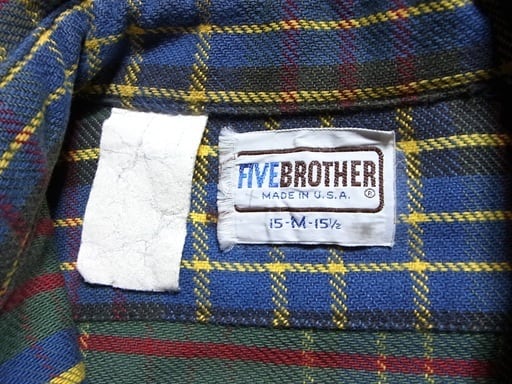 FIVEBROTHER
MADE IN U.S.A. ®
15-M-15½